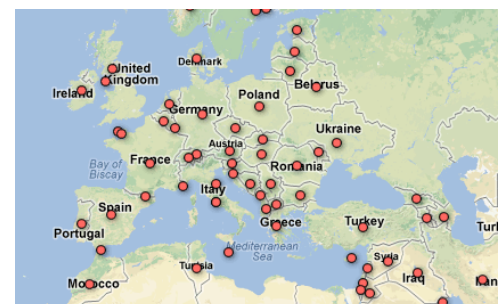 Denmark
United
Kingdom
Ireland
Belarus
Poland
Germany
Ukraine
Austria
France
Bay of
Biscay
Romania
Italy
Spain
Portugal
Greece
Turkey
Mediterranean
Sea
Syria
Tunisia
Iraq
Morocco